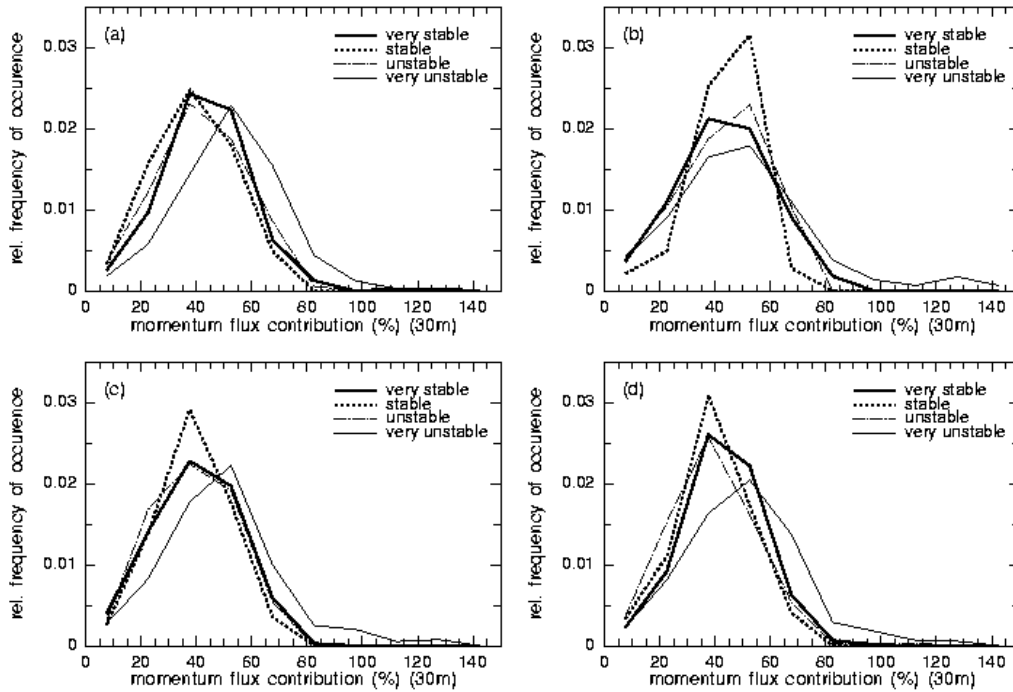 (a)
very stable
stable
unstable
very unstable
0.03
0.02
0.01
0
rel. frequency of occurence
0 20 40 60 80 100 120 140
momentum flux contribution (%) (30m)
(b)
very stable
stable
unstable
very unstable
0.03
0.02
0.01
0
rel. frequency of occurence
0 20 40 60 80 100 120 140
momentum flux contribution (%) (30m)
(c)
very stable
stable
unstable
very unstable
0.03
0.02
0.01
0
rel. frequency of occurence
0 20 40 60 80 100 120 140
momentum flux contribution (%) (30m)
(d)
very stable
stable
unstable
very unstable
0.03
0.02
0.01
0
rel. frequency of occurence
0 20 40 60 80 100 120 140
momentum flux contribution (%) (30m)